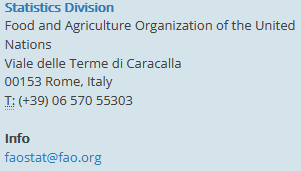 Statistics Division
Food and Agriculture Organization of the United
Nations
Viale delle Terme di Caracalla
00153 Rome, Italy
T: (+39) 06 570 55303
Info
faostat@fao.org